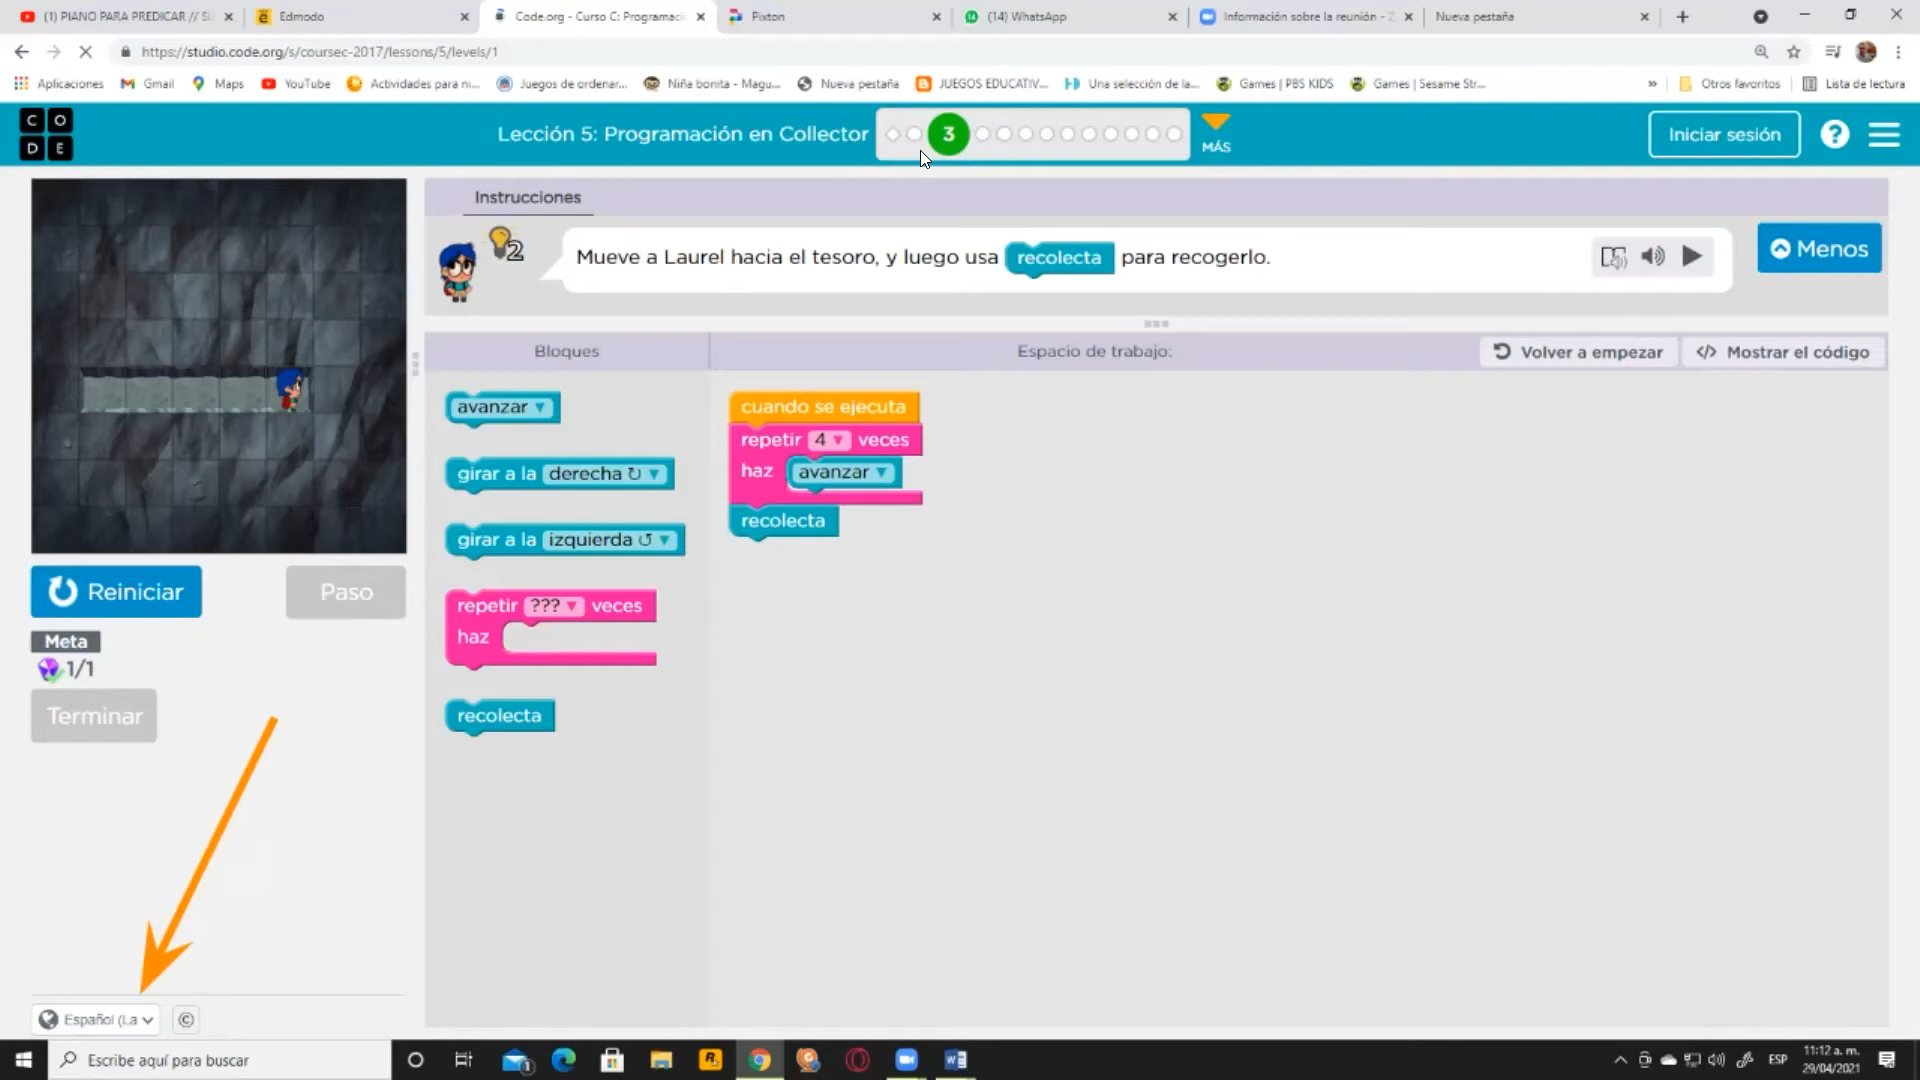 (1) PIANO PARA PREDICAR // SI
Edmodo
Code.org - Curso C: Programaci
Pixton
(14) WhatsApp
Información sobre la reunión - Z
Nueva pestaña
https://studio.code.org/s/coursec-2017/lessons/5/levels/1
Aplicaciones
Gmail
Maps
YouTube
Actividades para ni...
Juegos de ordenar...
Niña bonita - Magu...
Nueva pestaña
JUEGOS EDUCATIV...
Una selección de la...
Games | PBS KIDS
Games | Sesame Str...
»
Otros favoritos
Lista de lectura
C O
D E
Lección 5: Programación en Collector
3
MÁS
Iniciar sesión
?
Instrucciones
2
Mueve a Laurel hacia el tesoro, y luego usa recolecta para recogerlo.
Menos
Bloques
Espacio de trabajo:
Volver a empezar
</> Mostrar el código
avanzar
girar a la derecha ↻
girar a la izquierda ↺
repetir ??? veces
haz
recolecta
cuando se ejecuta
repetir 4 veces
haz avanzar
recolecta
Reiniciar
Paso
Meta
1/1
Terminar
Español (La
©
Escribe aquí para buscar
ESP
11:12 a. m.
29/04/2021